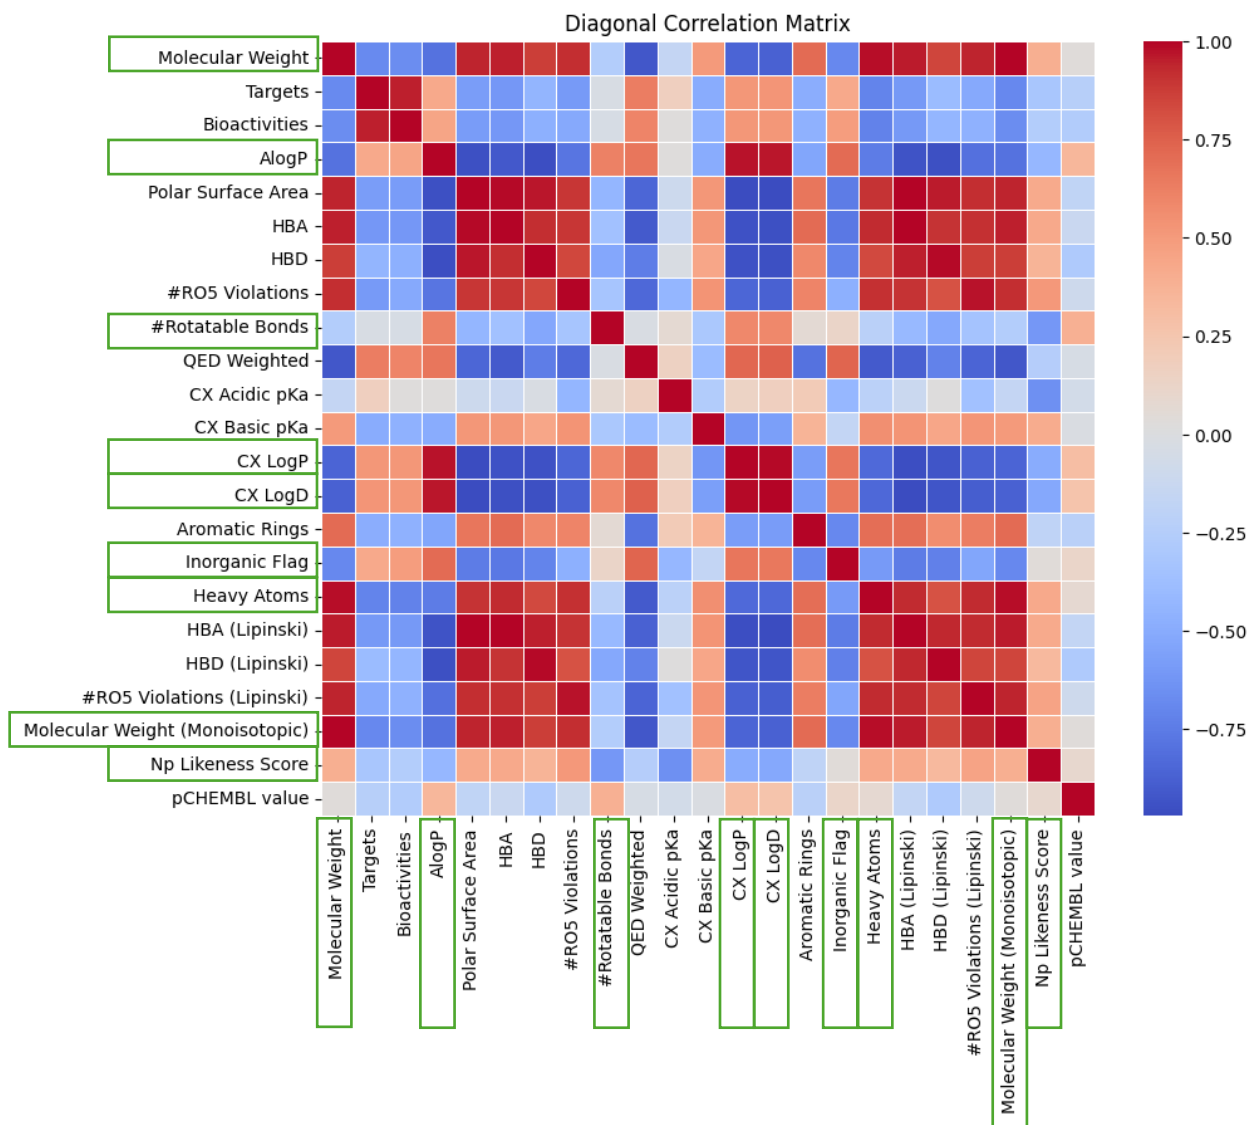 Diagonal Correlation Matrix
Molecular Weight
Targets
Bioactivities
AlogP
Polar Surface Area
HBA
HBD
#RO5 Violations
#Rotatable Bonds
QED Weighted
CX Acidic pKa
CX Basic pKa
CX LogP
CX LogD
Aromatic Rings
Inorganic Flag
Heavy Atoms
HBA (Lipinski)
HBD (Lipinski)
#RO5 Violations (Lipinski)
Molecular Weight (Monoisotopic)
Np Likeness Score
pCHEMBL value
Molecular Weight
Targets
Bioactivities
AlogP
Polar Surface Area
HBA
HBD
#RO5 Violations
#Rotatable Bonds
QED Weighted
CX Acidic pKa
CX Basic pKa
CX LogP
CX LogD
Aromatic Rings
Inorganic Flag
Heavy Atoms
HBA (Lipinski)
HBD (Lipinski)
#RO5 Violations (Lipinski)
Molecular Weight (Monoisotopic)
Np Likeness Score
pCHEMBL value
1.00
0.75
0.50
0.25
0.00
−0.25
−0.50
−0.75